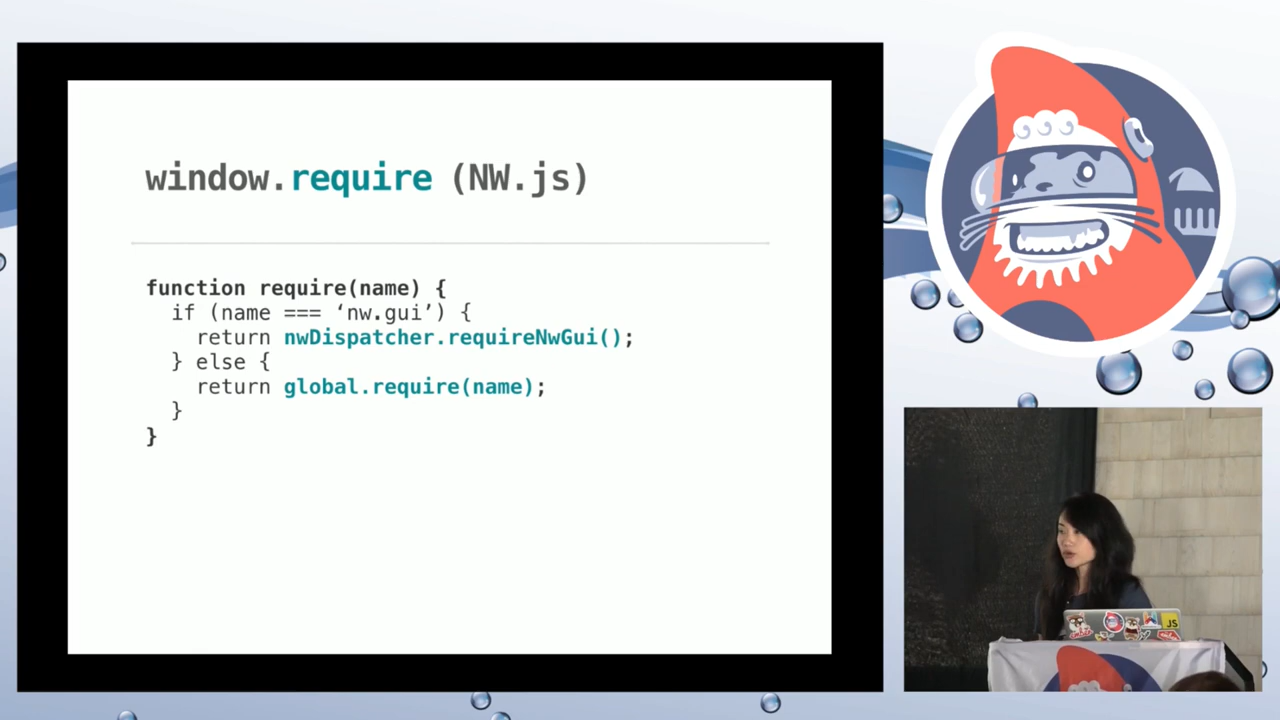 window.require (NW.js)
function require(name) {
if (name === ‘nw.gui’) {
return nwDispatcher.requireNwGui();
} else {
return global.require(name);
}
}
JS